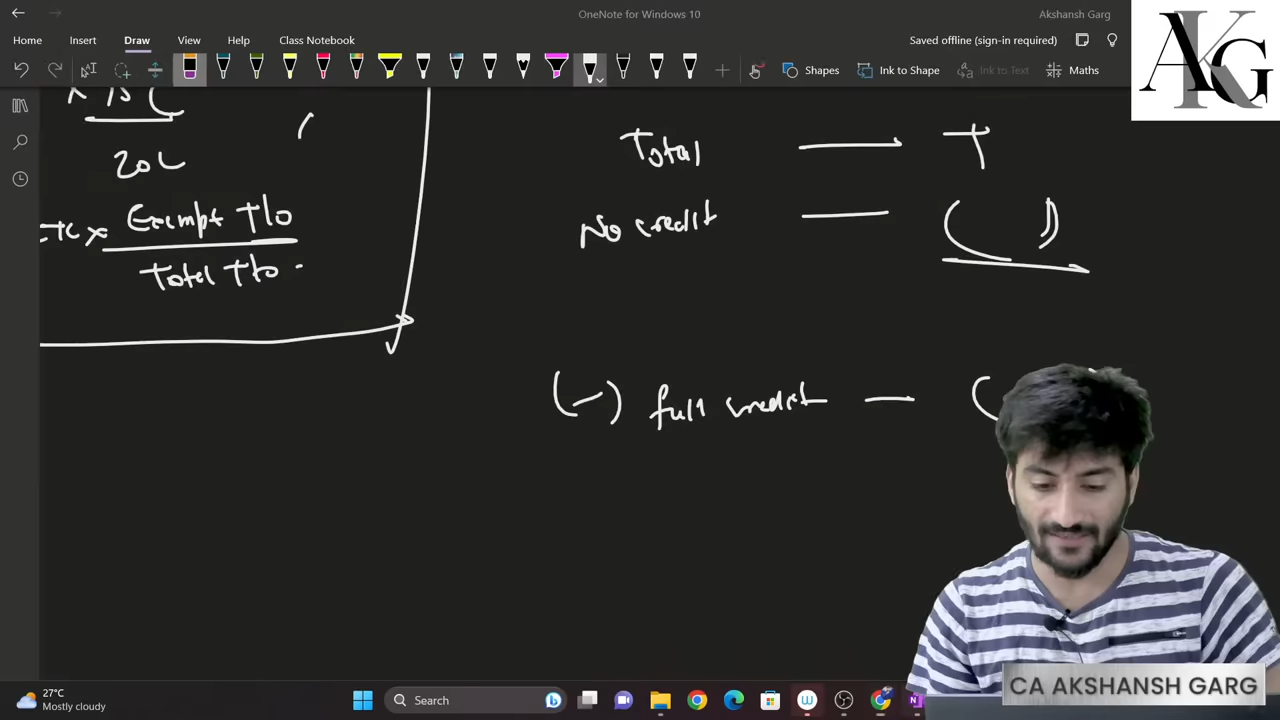 OneNote for Windows 10
Akshansh Garg
Home Insert Draw View Help Class Notebook
Saved offline (sign-in required)
Shapes Ink to Shape Ink to Text Maths
AKG
x 15L
20L
Exempt T/o
Total T/o
Total — T
No credit — ( )
(-) full credit — (
CA AKSHANSH GARG
27°C
Mostly cloudy
Search